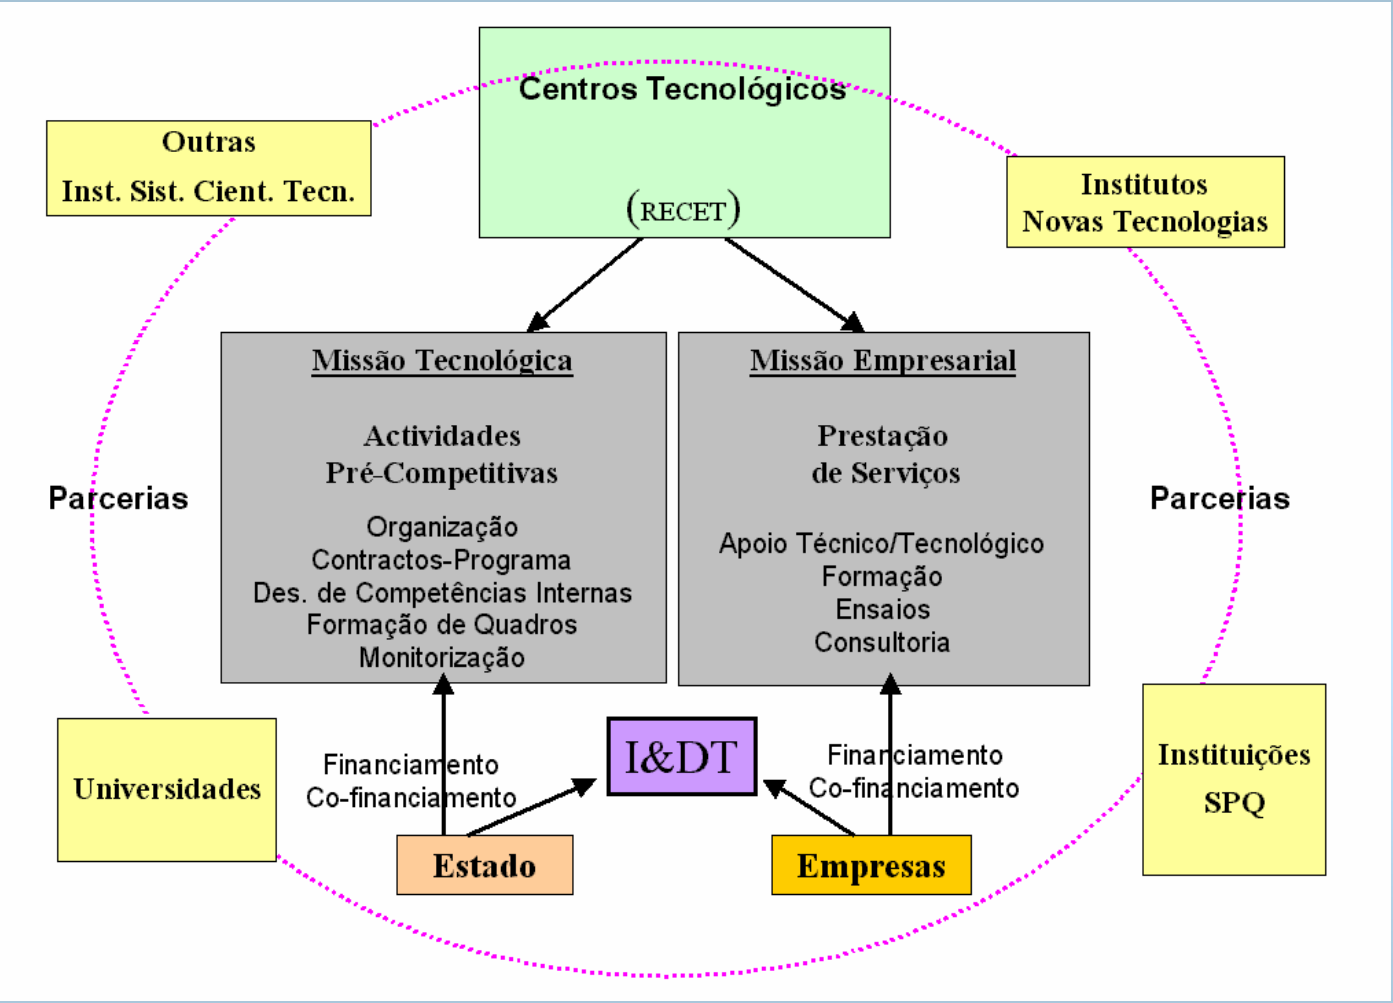 Centros Tecnológicos
(RECET)
Outras
Inst. Sist. Cient. Tecn.
Institutos
Novas Tecnologias
Missão Tecnológica
Actividades
Pré-Competitivas
Organização
Contractos-Programa
Des. de Competências Internas
Formação de Quadros
Monitorização
Missão Empresarial
Prestação
de Serviços
Apoio Técnico/Tecnológico
Formação
Ensaios
Consultoria
Parcerias
Parcerias
Universidades
Financiamento
Co-financiamento
I&DT
Financiamento
Co-financiamento
Instituições
SPQ
Estado
Empresas